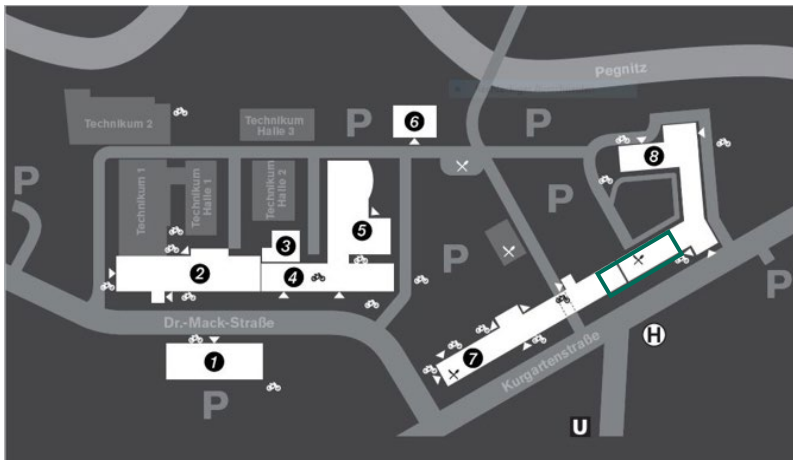 Pegnitz
Technikum 2
Technikum
Halle 3
P
6
P
8
P
Technikum 1
Technikum
Halle 1
Technikum
Halle 2
P
5
3
P
2
4
P
Dr.-Mack-Straße
H
1
7
Kurgartenstraße
P
U